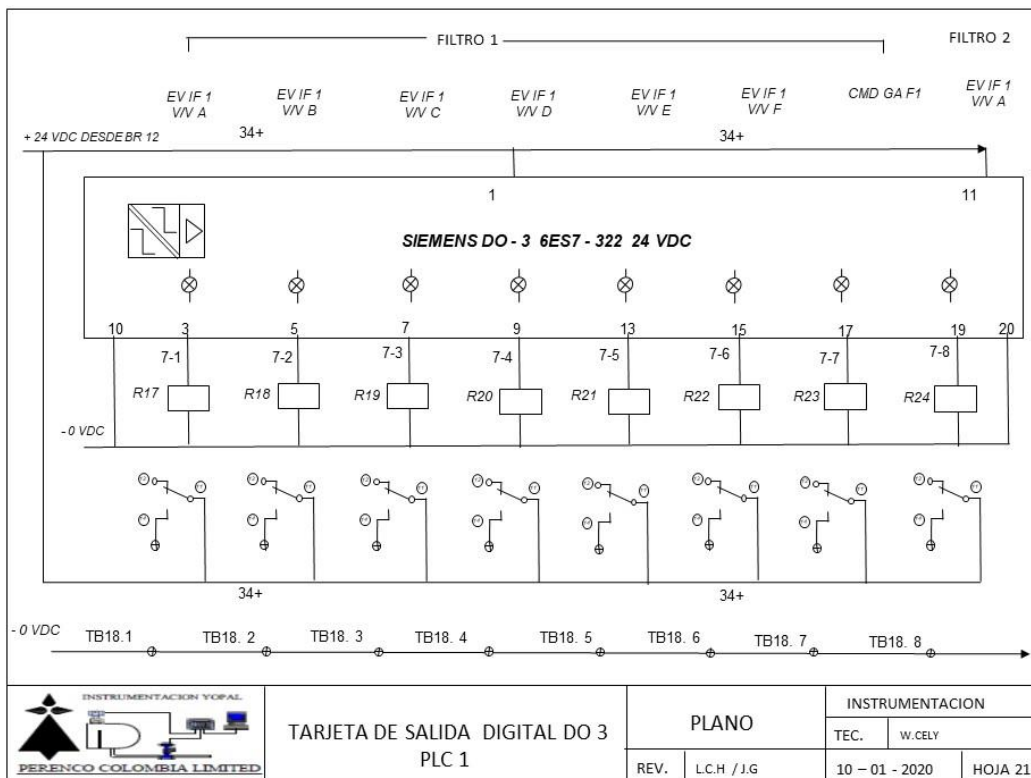 FILTRO 1
FILTRO 2
EV IF 1
V/V A
EV IF 1
V/V B
EV IF 1
V/V C
EV IF 1
V/V D
EV IF 1
V/V E
EV IF 1
V/V F
CMD GA F1
EV IF 1
V/V A
+ 24 VDC DESDE BR 12
34+
34+
1
11
SIEMENS DO - 3 6ES7 - 322 24 VDC
10 3 5 7 9 13 15 17 19 20
7-1 7-2 7-3 7-4 7-5 7-6 7-7 7-8
R17 R18 R19 R20 R21 R22 R23 R24
- 0 VDC
34+
34+
- 0 VDC
TB18.1 TB18. 2 TB18. 3 TB18. 4 TB18. 5 TB18. 6 TB18. 7 TB18. 8
INSTRUMENTACION YOPAL
PERENCO COLOMBIA LIMITED
TARJETA DE SALIDA DIGITAL DO 3
PLC 1
PLANO
REV. L.C.H / J.G
INSTRUMENTACION
TEC. W.CELY
10 – 01 - 2020 HOJA 21